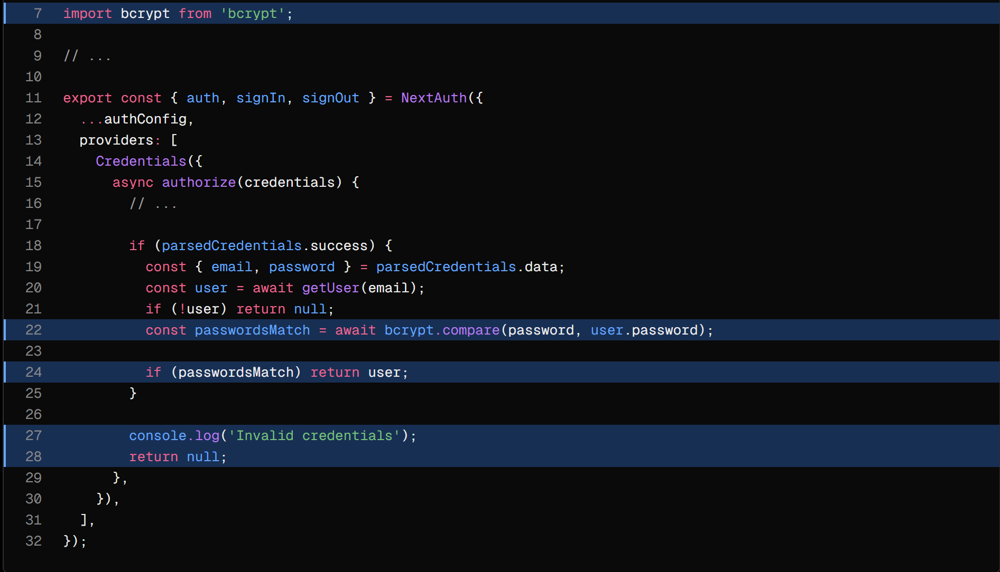 7 import bcrypt from 'bcrypt';
8
9 // ...
10
11 export const { auth, signIn, signOut } = NextAuth({
12   ...authConfig,
13   providers: [
14     Credentials({
15       async authorize(credentials) {
16         // ...
17
18         if (parsedCredentials.success) {
19           const { email, password } = parsedCredentials.data;
20           const user = await getUser(email);
21           if (!user) return null;
22           const passwordsMatch = await bcrypt.compare(password, user.password);
23
24           if (passwordsMatch) return user;
25         }
26
27         console.log('Invalid credentials');
28         return null;
29       },
30     }),
31   ],
32 });